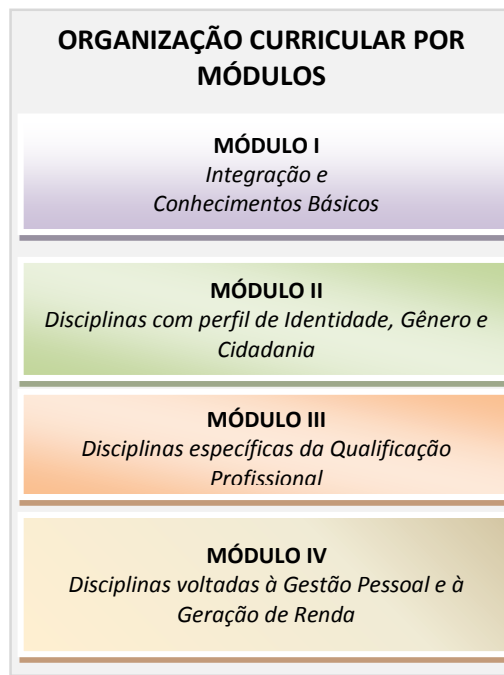 ORGANIZAÇÃO CURRICULAR POR
MÓDULOS
MÓDULO I
Integração e
Conhecimentos Básicos
MÓDULO II
Disciplinas com perfil de Identidade, Gênero e
Cidadania
MÓDULO III
Disciplinas específicas da Qualificação
Profissional
MÓDULO IV
Disciplinas voltadas à Gestão Pessoal e à
Geração de Renda